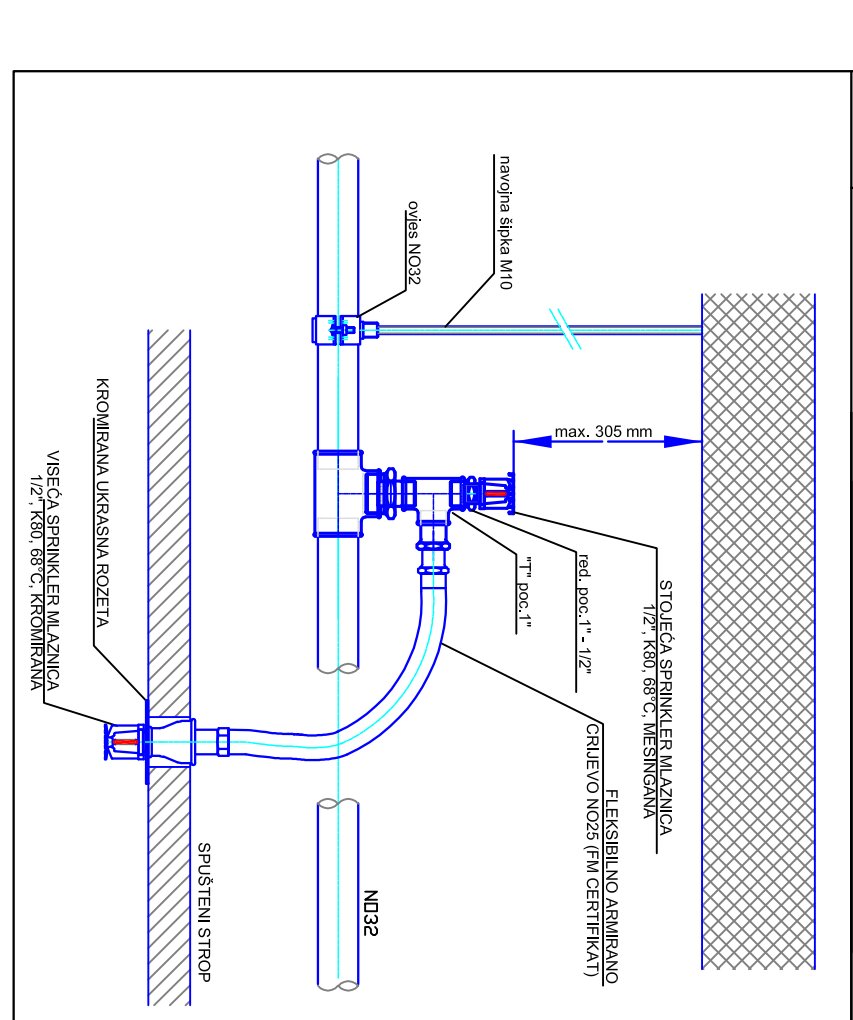 navojna šipka M10
ovjes NO32
max. 305 mm
STOJEĆA SPRINKLER MLAZNICA
1/2", K80, 68°C, MESINGANA
red. poc.1" - 1/2"
"T" poc.1"
FLEKSIBILNO ARMIRANO
CRIJEVO NO25 (FM CERTIFIKAT)
NO32
SPUŠTENI STROP
KROMIRANA UKRASNA ROZETA
VISEĆA SPRINKLER MLAZNICA
1/2", K80, 68°C, KROMIRANA